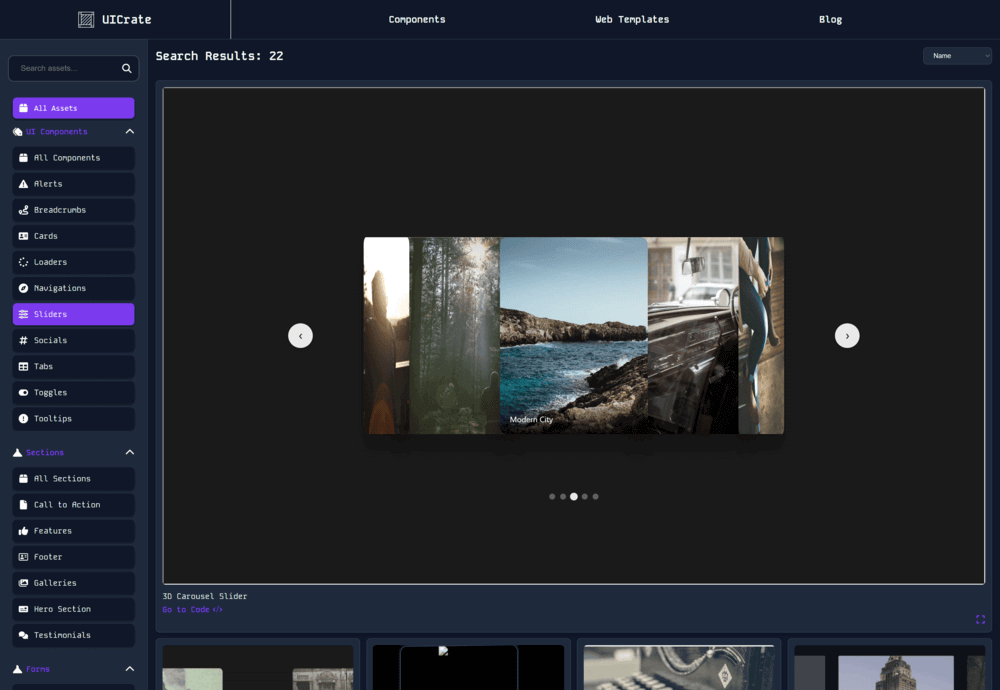 UICrate
Components
Web Templates
Blog
Search assets...
Search Results: 22
Name
All Assets
UI Components
All Components
Alerts
Breadcrumbs
Cards
Loaders
Navigations
Sliders
Socials
Tabs
Toggles
Tooltips
Sections
All Sections
Call to Action
Features
Footer
Galleries
Hero Section
Testimonials
Forms
Modern City
3D Carousel Slider
Go to Code </>